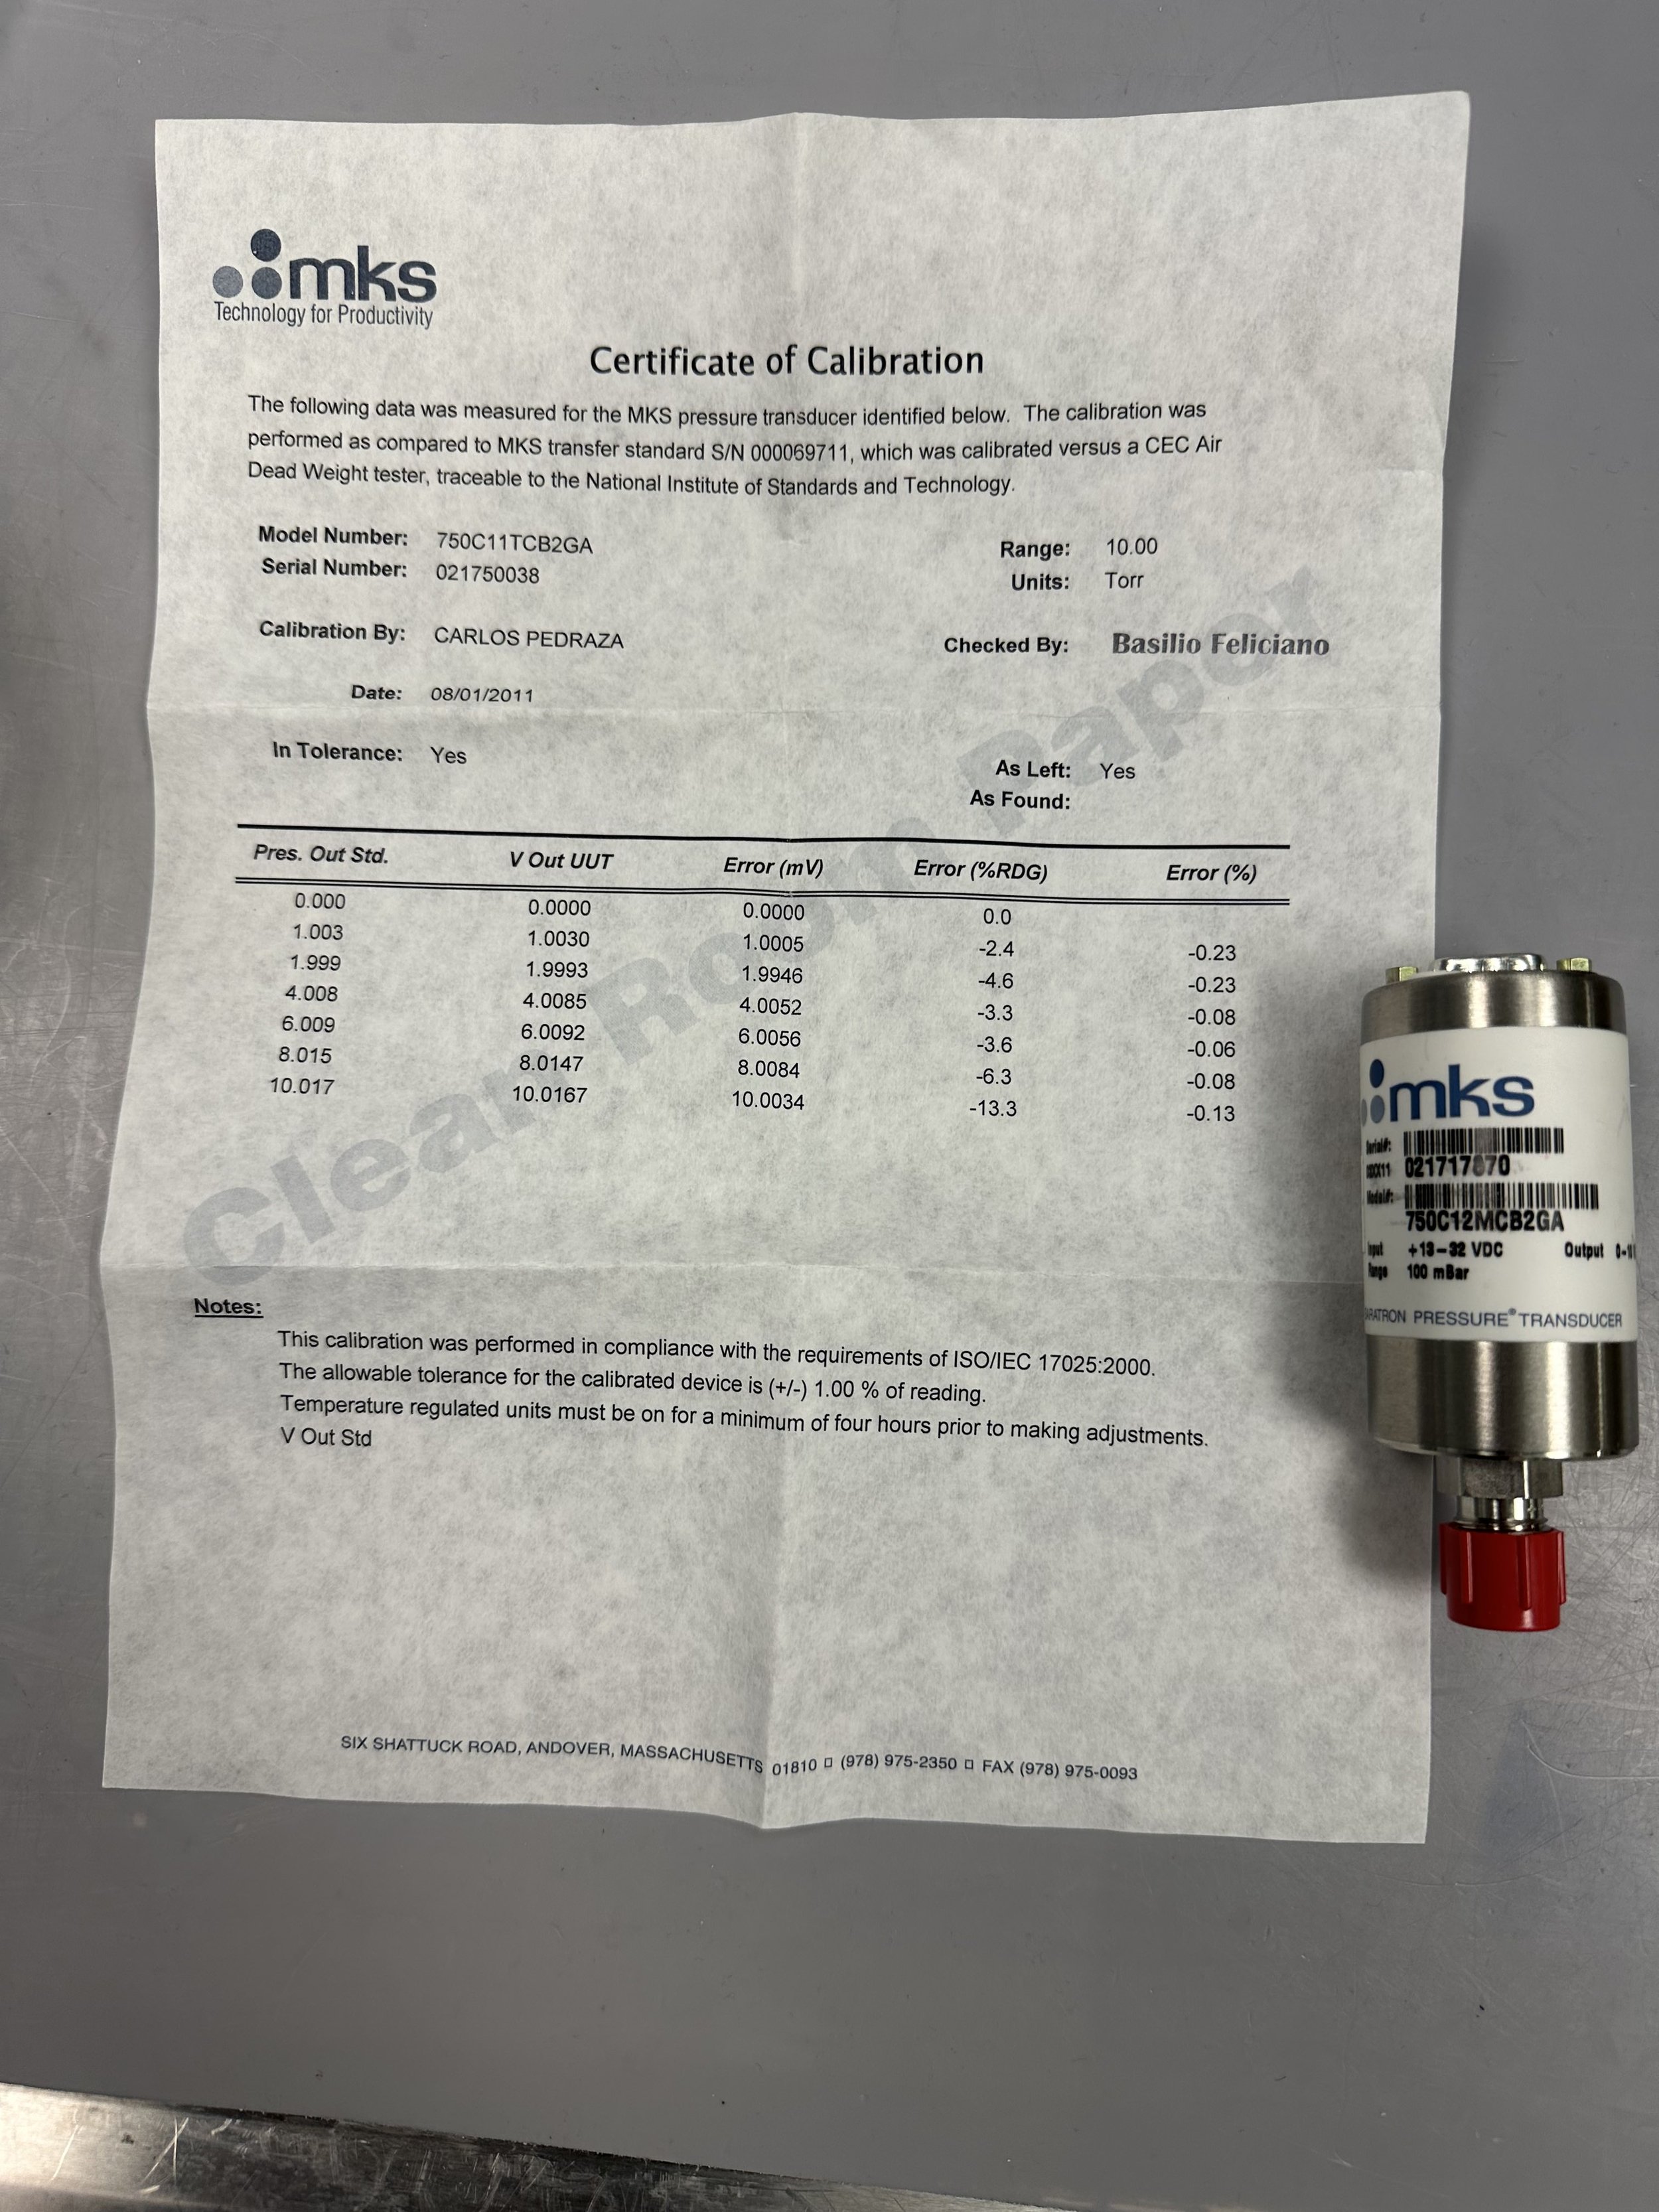 mks
Technology for Productivity
Certificate of Calibration
The following data was measured for the MKS pressure transducer identified below. The calibration was
performed as compared to MKS transfer standard S/N 000069711, which was calibrated versus a CEC Air
Dead Weight tester, traceable to the National Institute of Standards and Technology.
Model Number: 750C11TCB2GA
Serial Number: 021750038
Range: 10.00
Units: Torr
Calibration By: CARLOS PEDRAZA
Checked By: Basilio Feliciano
Date: 08/01/2011
In Tolerance: Yes
As Left: Yes
As Found:
Pres. Out Std. V Out UUT Error (mV) Error (%RDG) Error (%)
0.000 0.0000 0.0000 0.0
1.003 1.0030 1.0005 -2.4 -0.23
1.999 1.9993 1.9946 -4.6 -0.23
4.008 4.0085 4.0052 -3.3 -0.08
6.009 6.0092 6.0056 -3.6 -0.06
8.015 8.0147 8.0084 -6.3 -0.08
10.017 10.0167 10.0034 -13.3 -0.13
Clean Room Paper
Notes:
This calibration was performed in compliance with the requirements of ISO/IEC 17025:2000.
The allowable tolerance for the calibrated device is (+/-) 1.00 % of reading.
Temperature regulated units must be on for a minimum of four hours prior to making adjustments.
V Out Std
SIX SHATTUCK ROAD, ANDOVER, MASSACHUSETTS 01810 □ (978) 975-2350 □ FAX (978) 975-0093
mks
Serial#:
021717870
Model#:
750C12MCB2GA
Input +13-32 VDC Output
Range 100 mBar
PRESSURE® TRANSDUCER